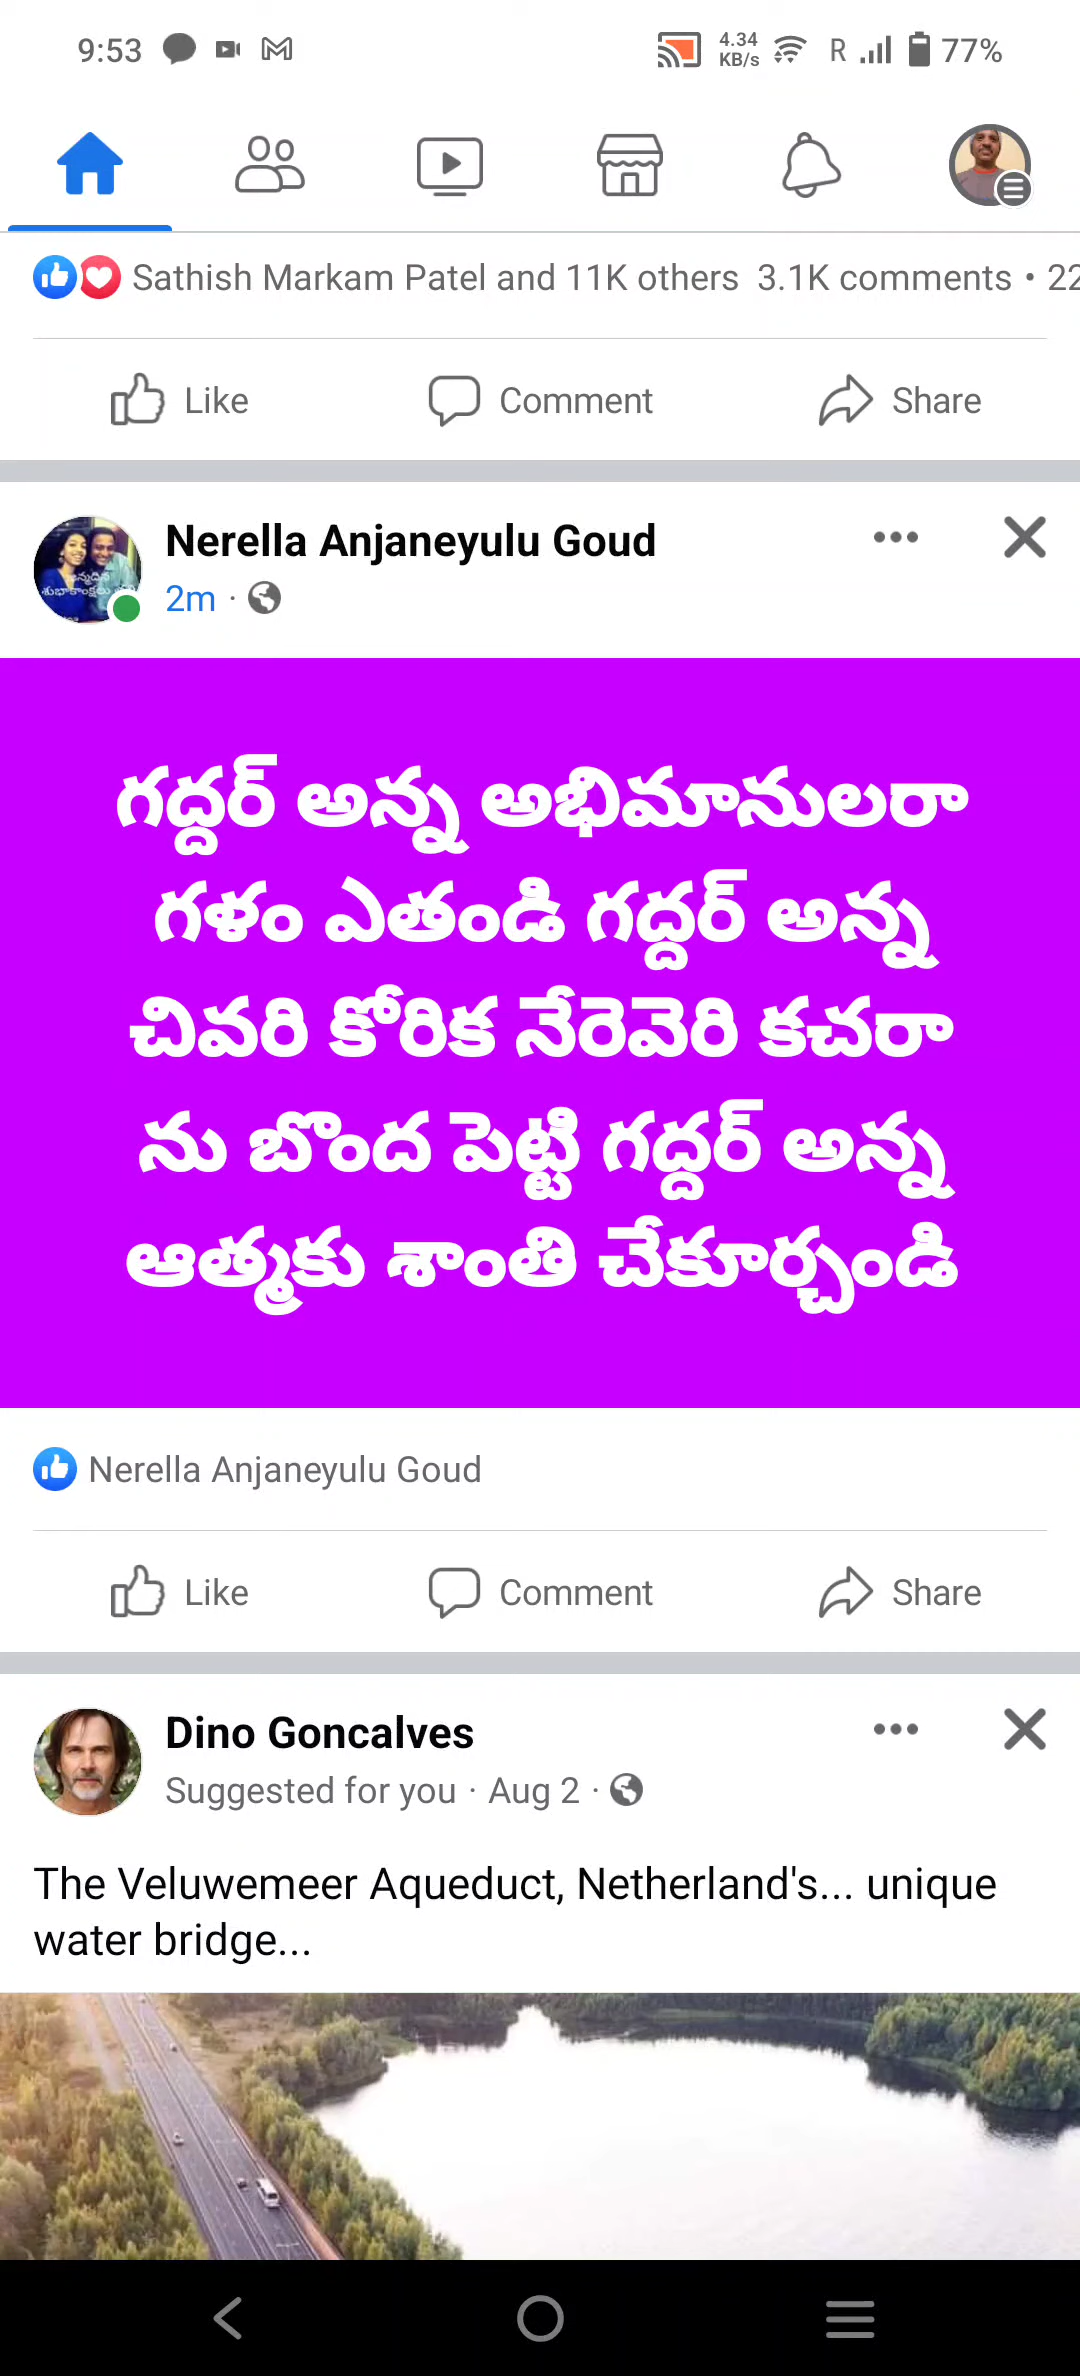 9:53
4.34
KB/s
R
77%
Sathish Markam Patel and 11K others 3.1K comments • 22
Like Comment Share
Nerella Anjaneyulu Goud
2m ·
గద్దర్ అన్న అభిమానులరా
గళం ఎతండి గద్దర్ అన్న
చివరి కోరిక నేరెవెరి కచరా
ను బొంద పెట్టి గద్దర్ అన్న
ఆత్మకు శాంతి చేకూర్చండి
Nerella Anjaneyulu Goud
Like Comment Share
Dino Goncalves
Suggested for you · Aug 2 ·
The Veluwemeer Aqueduct, Netherland's... unique
water bridge...